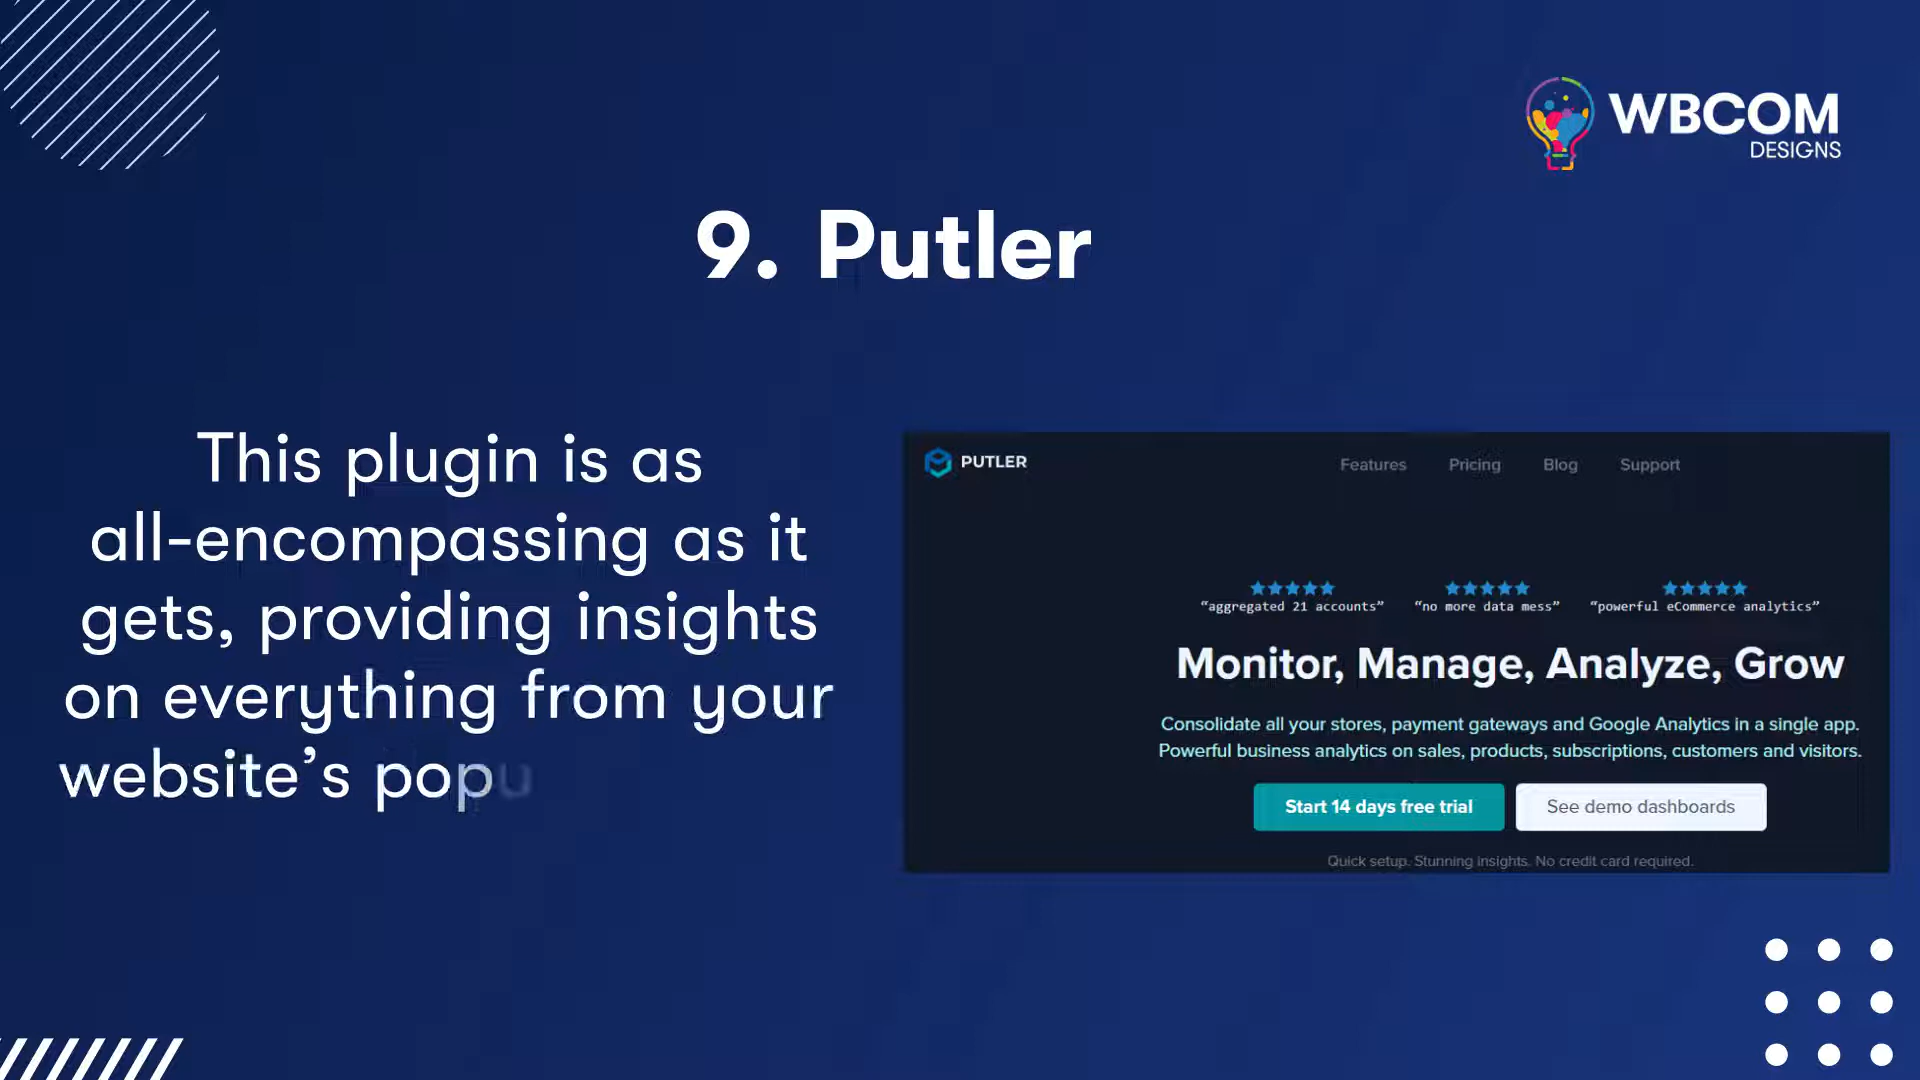 WBCOM
DESIGNS
9. Putler
This plugin is as
all-encompassing as it
gets, providing insights
on everything from your
website’s popu
PUTLER
Features Pricing Blog Support
“aggregated 21 accounts” “no more data mess” “powerful eCommerce analytics”
Monitor, Manage, Analyze, Grow
Consolidate all your stores, payment gateways and Google Analytics in a single app.
Powerful business analytics on sales, products, subscriptions, customers and visitors.
Start 14 days free trial See demo dashboards
Quick setup. Stunning insights. No credit card required.